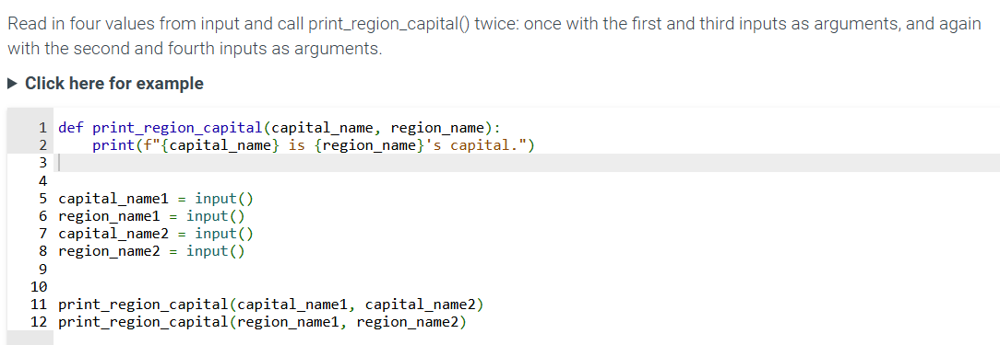 Read in four values from input and call print_region_capital() twice: once with the first and third inputs as arguments, and again
with the second and fourth inputs as arguments.
▶ Click here for example
1 def print_region_capital(capital_name, region_name):
2     print(f"{capital_name} is {region_name}'s capital.")
3
4
5 capital_name1 = input()
6 region_name1 = input()
7 capital_name2 = input()
8 region_name2 = input()
9
10
11 print_region_capital(capital_name1, capital_name2)
12 print_region_capital(region_name1, region_name2)